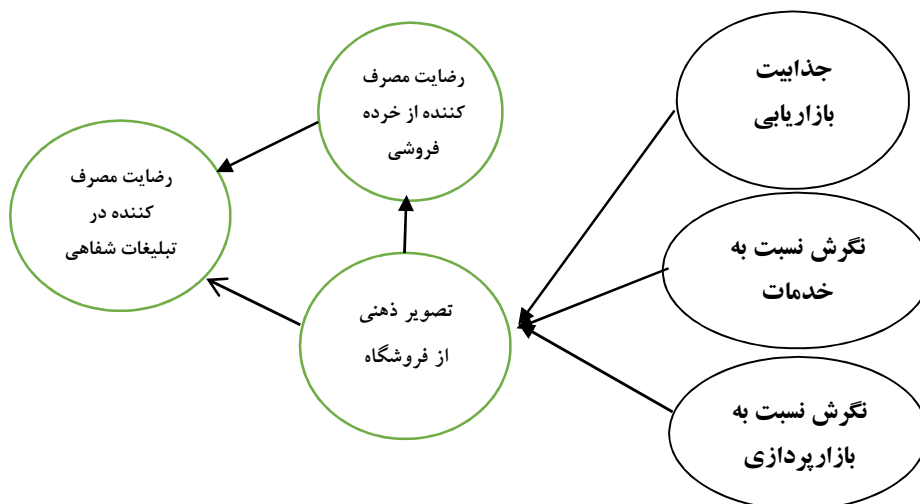 جذابیت
بازاریابی
نگرش نسبت به
خدمات
نگرش نسبت به
بازارپردازی
رضایت مصرف
کننده از خرده
فروشی
تصویر ذهنی
از فروشگاه
رضایت مصرف
کننده در
تبلیغات شفاهی